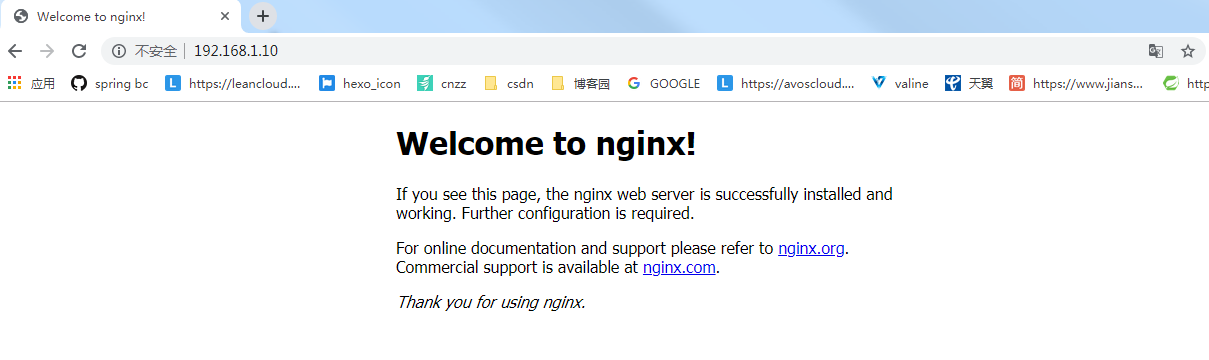 Welcome to nginx!
不安全 192.168.1.10
应用 spring bc https://leancloud.... hexo_icon cnzz csdn 博客园 GOOGLE https://avoscloud.... valine 天翼 简 https://www.jians... http
Welcome to nginx!
If you see this page, the nginx web server is successfully installed and
working. Further configuration is required.
For online documentation and support please refer to nginx.org.
Commercial support is available at nginx.com.
Thank you for using nginx.